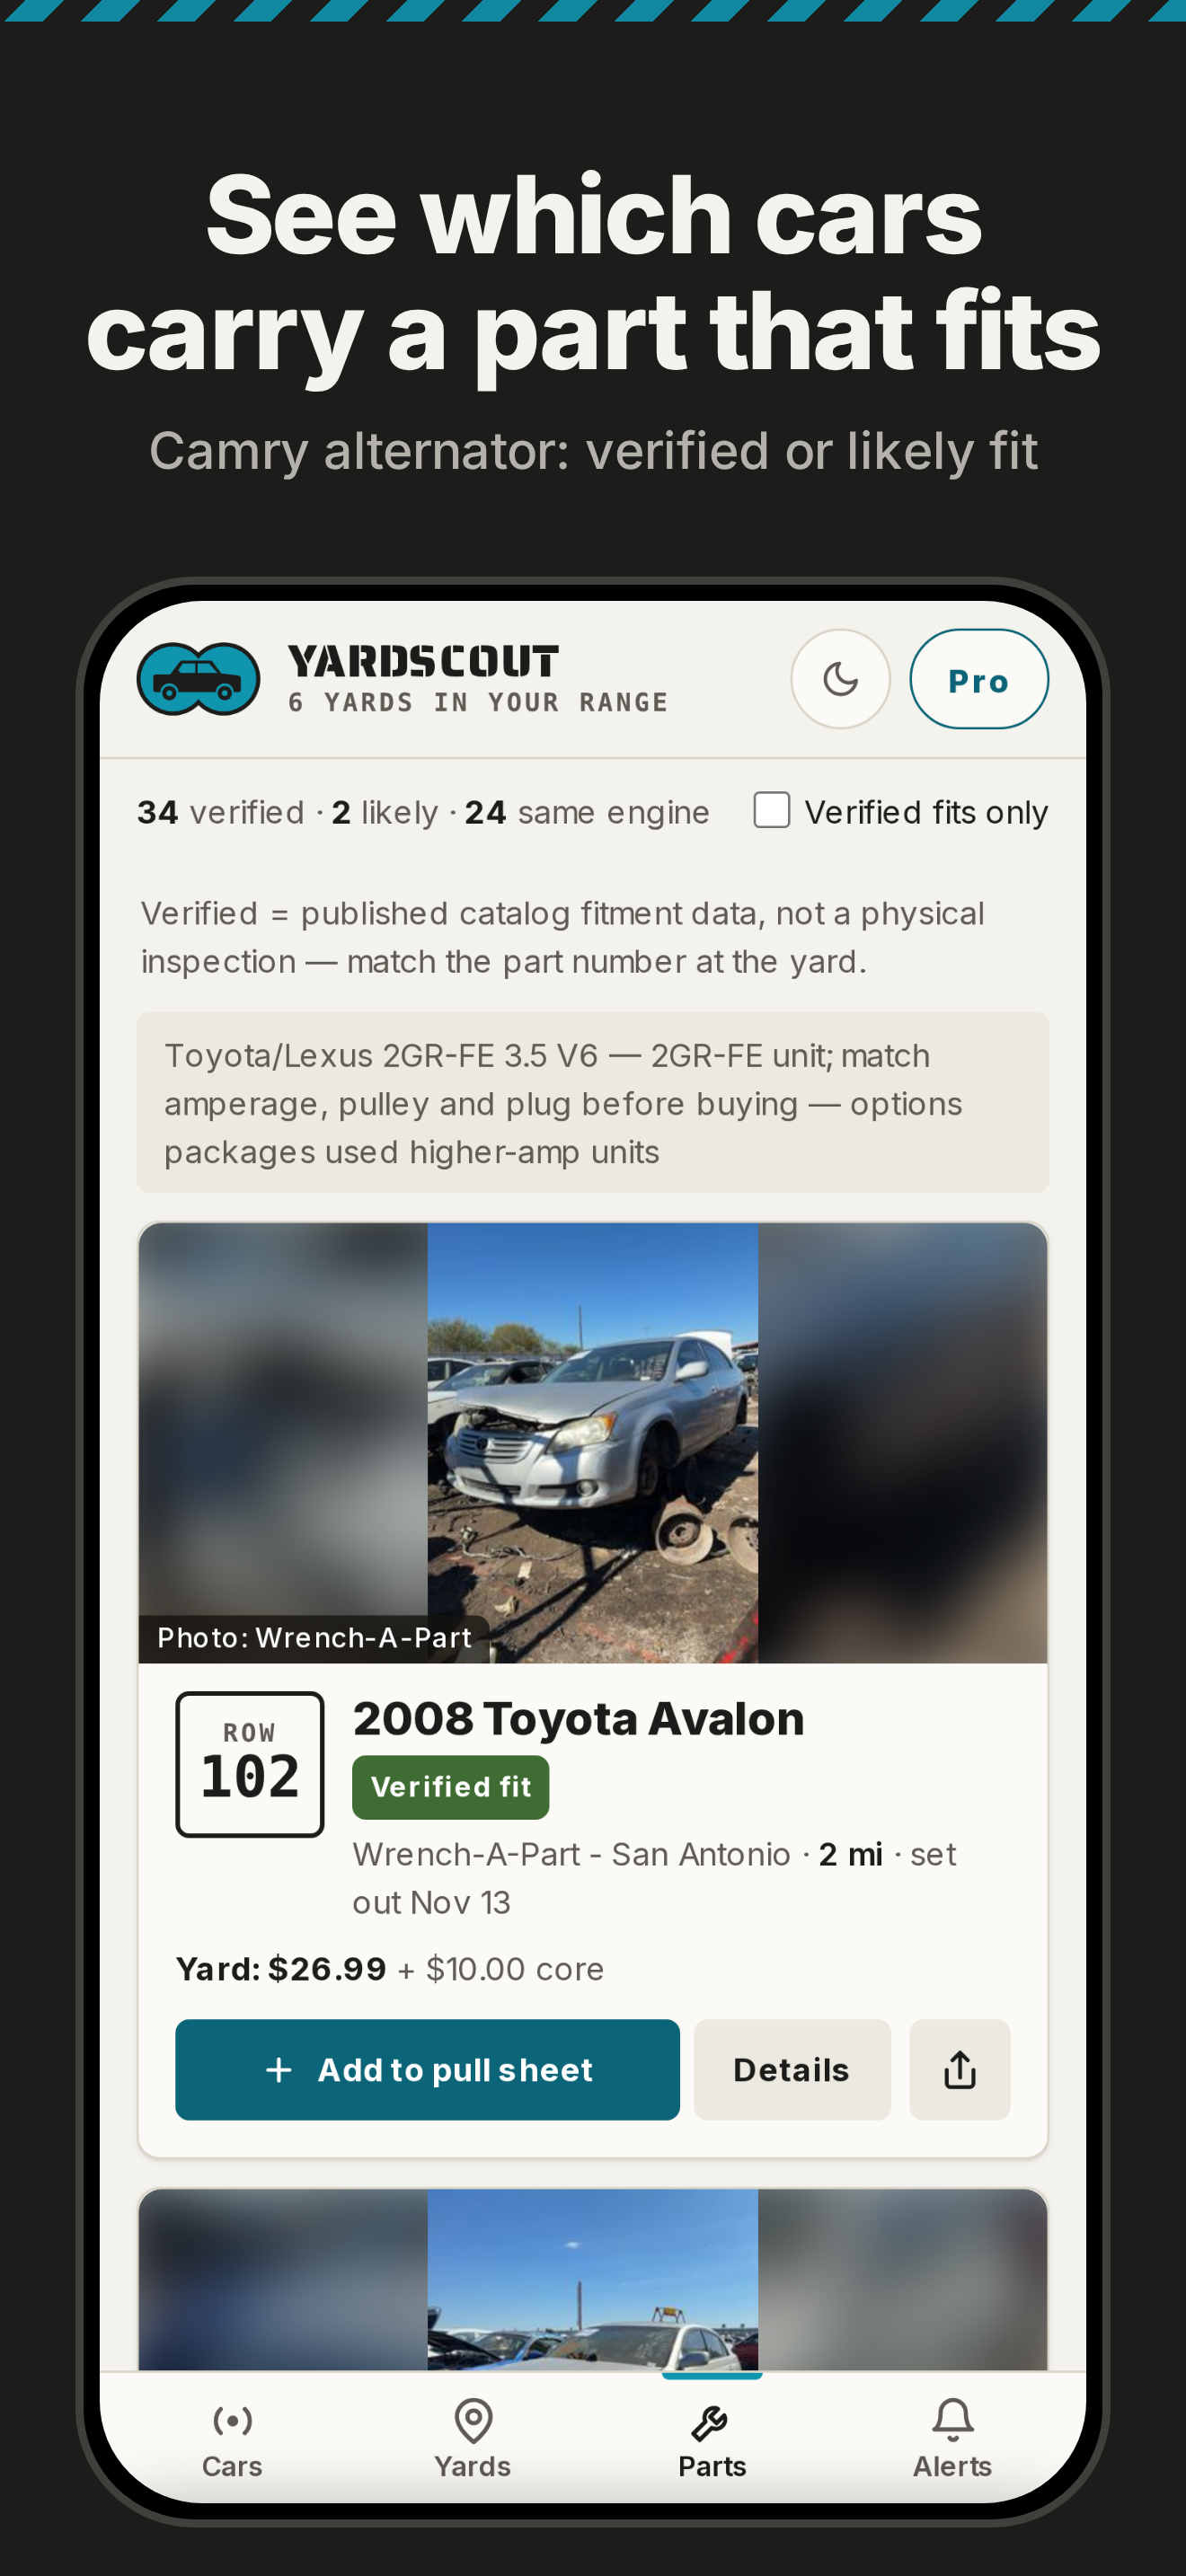 See which cars
carry a part that fits
Camry alternator: verified or likely fit
YARDSCOUT
6 YARDS IN YOUR RANGE
Pro
34 verified · 2 likely · 24 same engine
Verified fits only
Verified = published catalog fitment data, not a physical
inspection — match the part number at the yard.
Toyota/Lexus 2GR-FE 3.5 V6 — 2GR-FE unit; match
amperage, pulley and plug before buying — options
packages used higher-amp units
Photo: Wrench-A-Part
ROW
102
2008 Toyota Avalon
Verified fit
Wrench-A-Part - San Antonio · 2 mi · set
out Nov 13
Yard: $26.99 + $10.00 core
Add to pull sheet
Details
Cars
Yards
Parts
Alerts